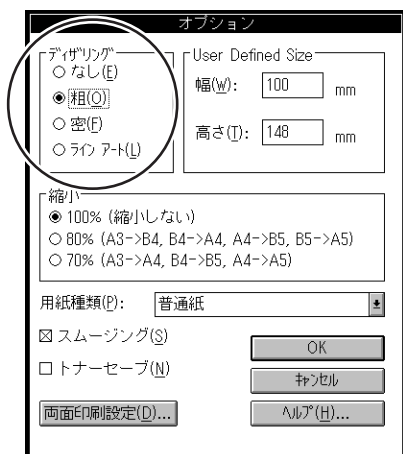 オプション
ディザリング
なし(E)
粗(O)
密(F)
ライン アート(L)
User Defined Size
幅(W): 100 mm
高さ(T): 148 mm
縮小
100% (縮小しない)
80% (A3->B4, B4->A4, A4->B5, B5->A5)
70% (A3->A4, B4->B5, A4->A5)
用紙種類(P): 普通紙
スムージング(S)
トナーセーブ(N)
OK
キャンセル
両面印刷設定(D)...
ヘルプ(H)...